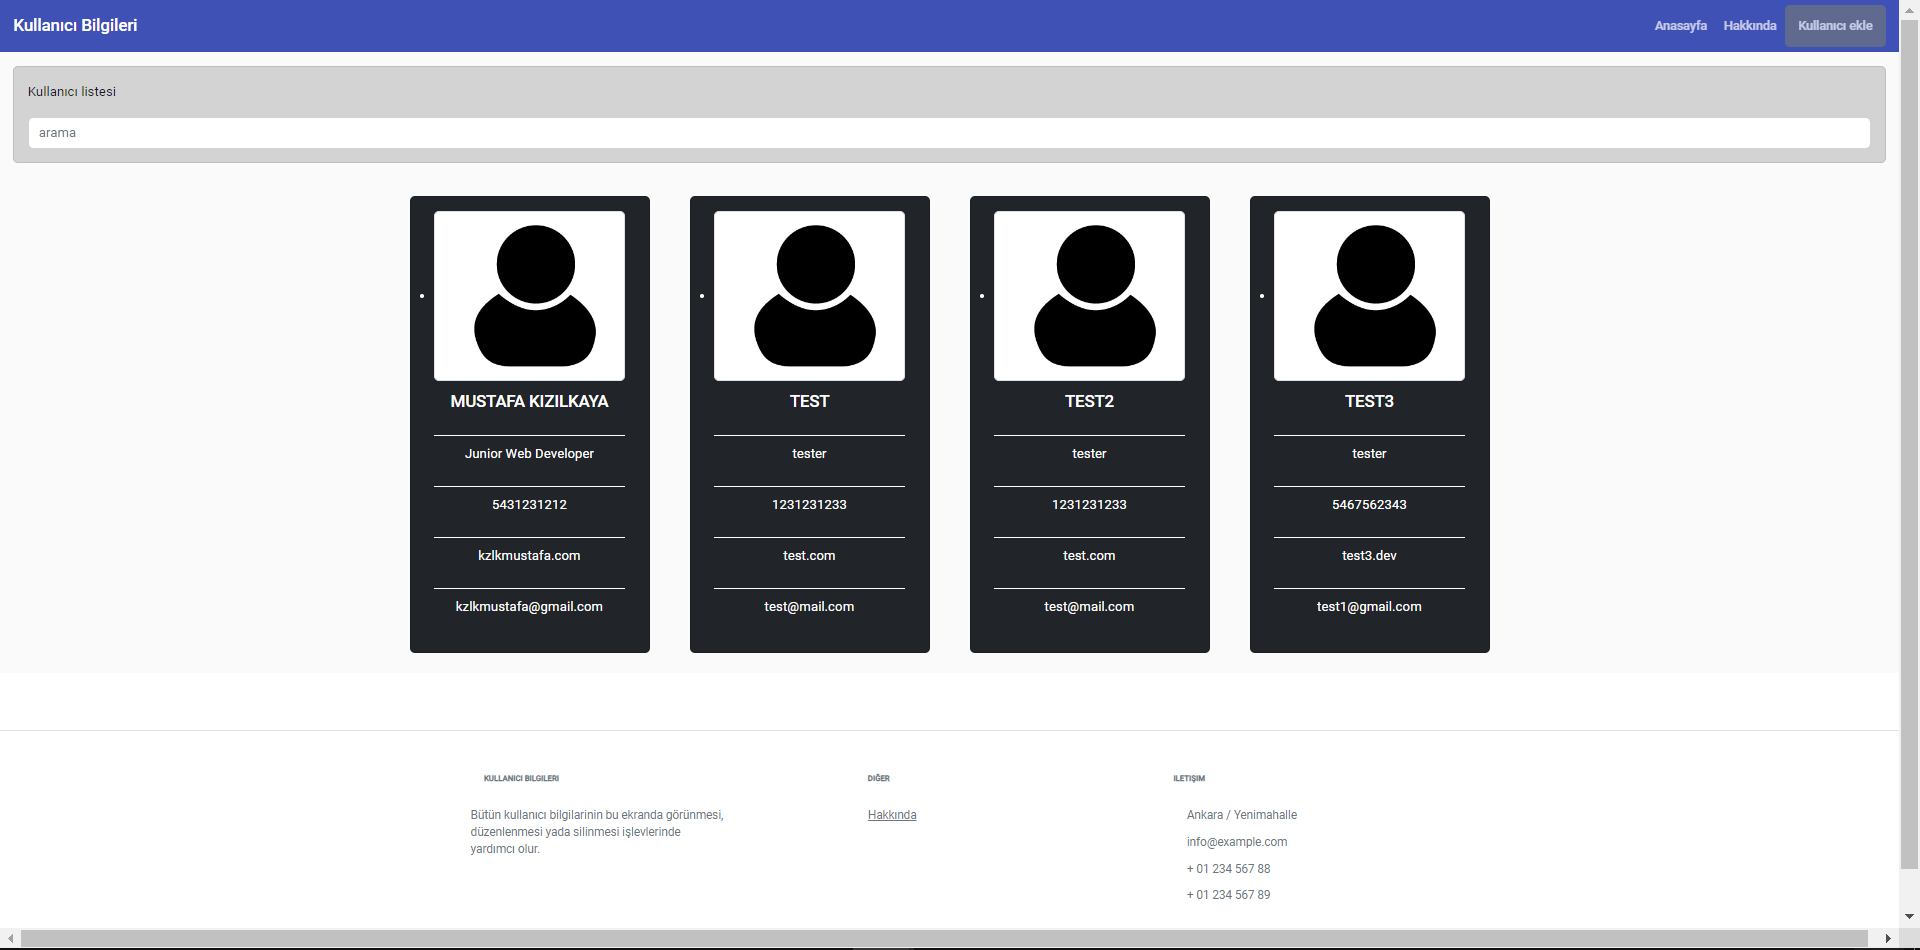 Kullanıcı Bilgileri
Anasayfa
Hakkında
Kullanıcı ekle
Kullanıcı listesi
arama
MUSTAFA KIZILKAYA
Junior Web Developer
5431231212
kzlkmustafa.com
kzlkmustafa@gmail.com
TEST
tester
1231231233
test.com
test@mail.com
TEST2
tester
1231231233
test.com
test@mail.com
TEST3
tester
5467562343
test3.dev
test1@gmail.com
KULLANICI BILGILERI
Bütün kullanıcı bilgilarinin bu ekranda görünmesi,
düzenlenmesi yada silinmesi işlevlerinde
yardımcı olur.
DIĞER
Hakkında
ILETIŞIM
Ankara / Yenimahalle
info@example.com
+ 01 234 567 88
+ 01 234 567 89